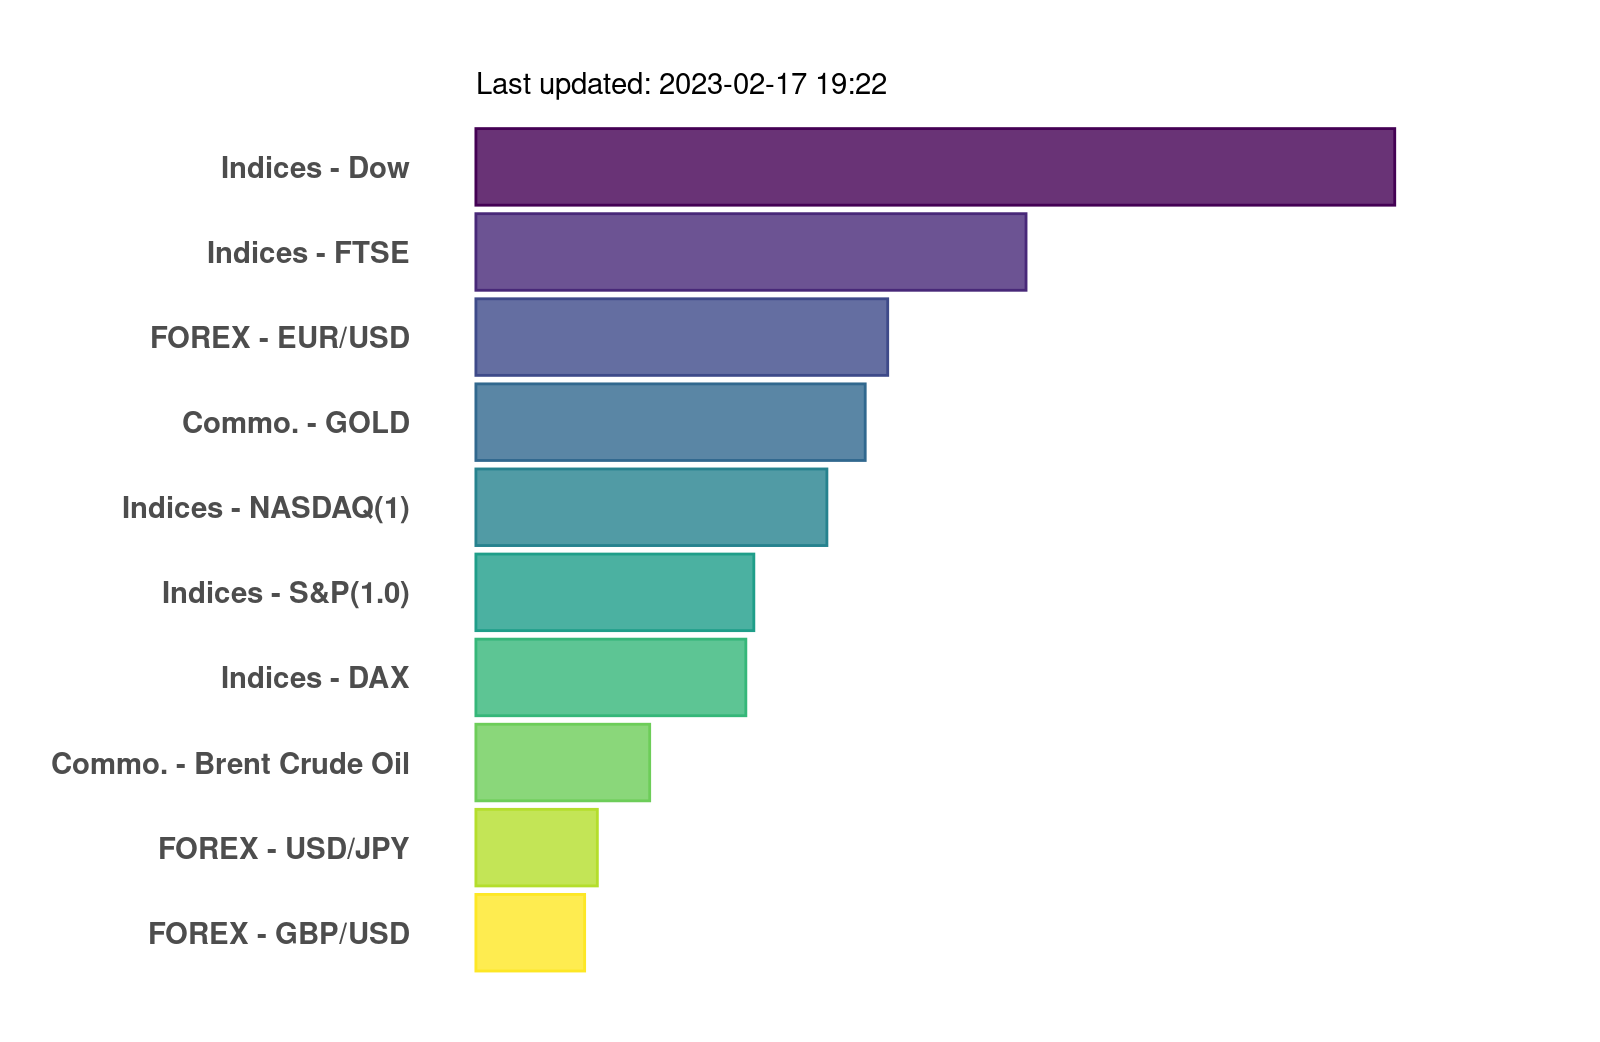 Last updated: 2023-02-17 19:22
Indices - Dow
Indices - FTSE
FOREX - EUR/USD
Commo. - GOLD
Indices - NASDAQ(1)
Indices - S&P(1.0)
Indices - DAX
Commo. - Brent Crude Oil
FOREX - USD/JPY
FOREX - GBP/USD